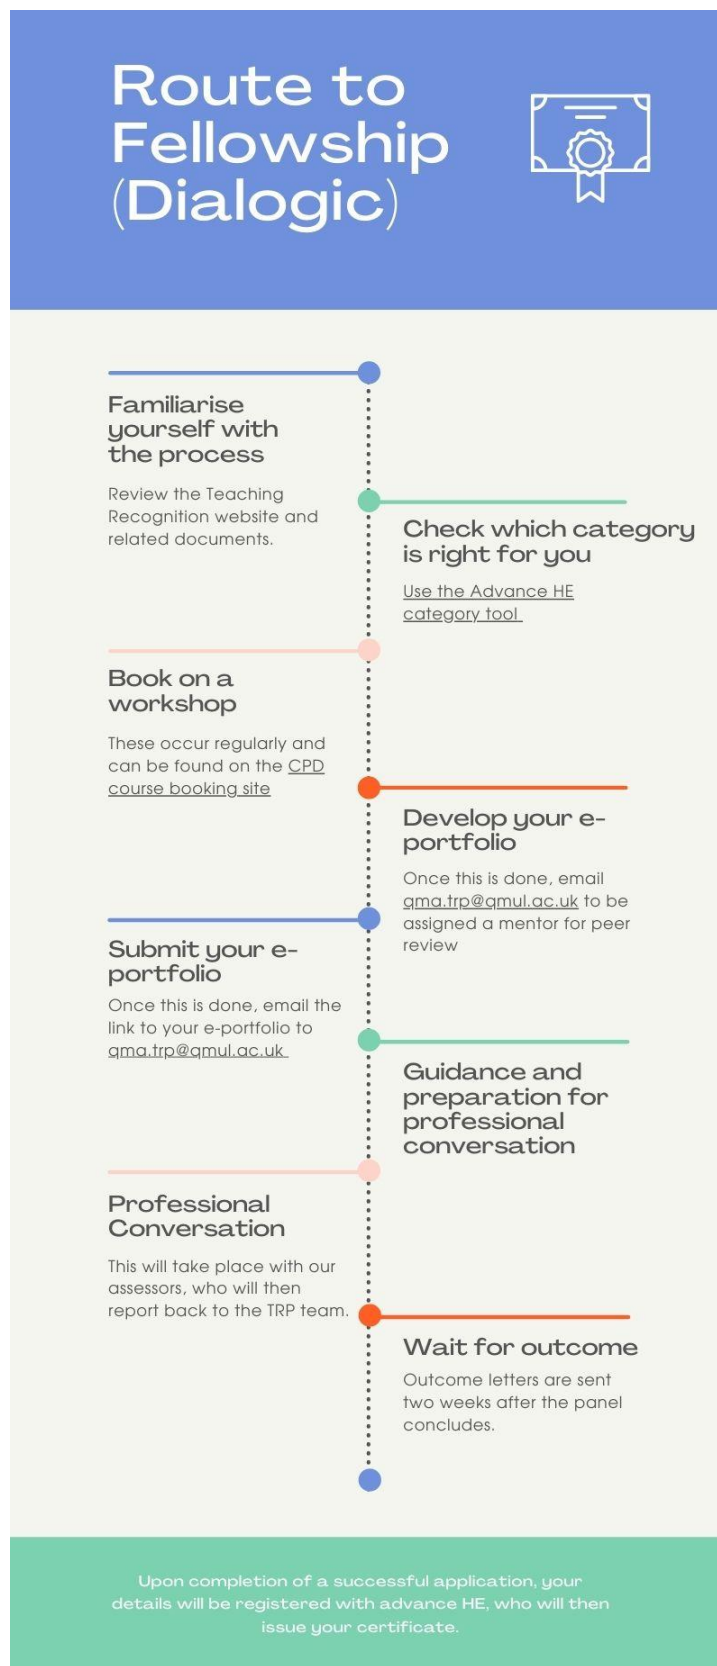 Route to
Fellowship
(Dialogic)
Familiarise
yourself with
the process
Review the Teaching
Recognition website and
related documents.
Check which category
is right for you
Use the Advance HE
category tool
Book on a
workshop
These occur regularly and
can be found on the CPD
course booking site
Develop your e-
portfolio
Once this is done, email
qma.trp@qmul.ac.uk to be
assigned a mentor for peer
review
Submit your e-
portfolio
Once this is done, email the
link to your e-portfolio to
qma.trp@qmul.ac.uk
Guidance and
preparation for
professional
conversation
Professional
Conversation
This will take place with our
assessors, who will then
report back to the TRP team.
Wait for outcome
Outcome letters are sent
two weeks after the panel
concludes.
Upon completion of a successful application, your
details will be registered with advance HE, who will then
issue your certificate.